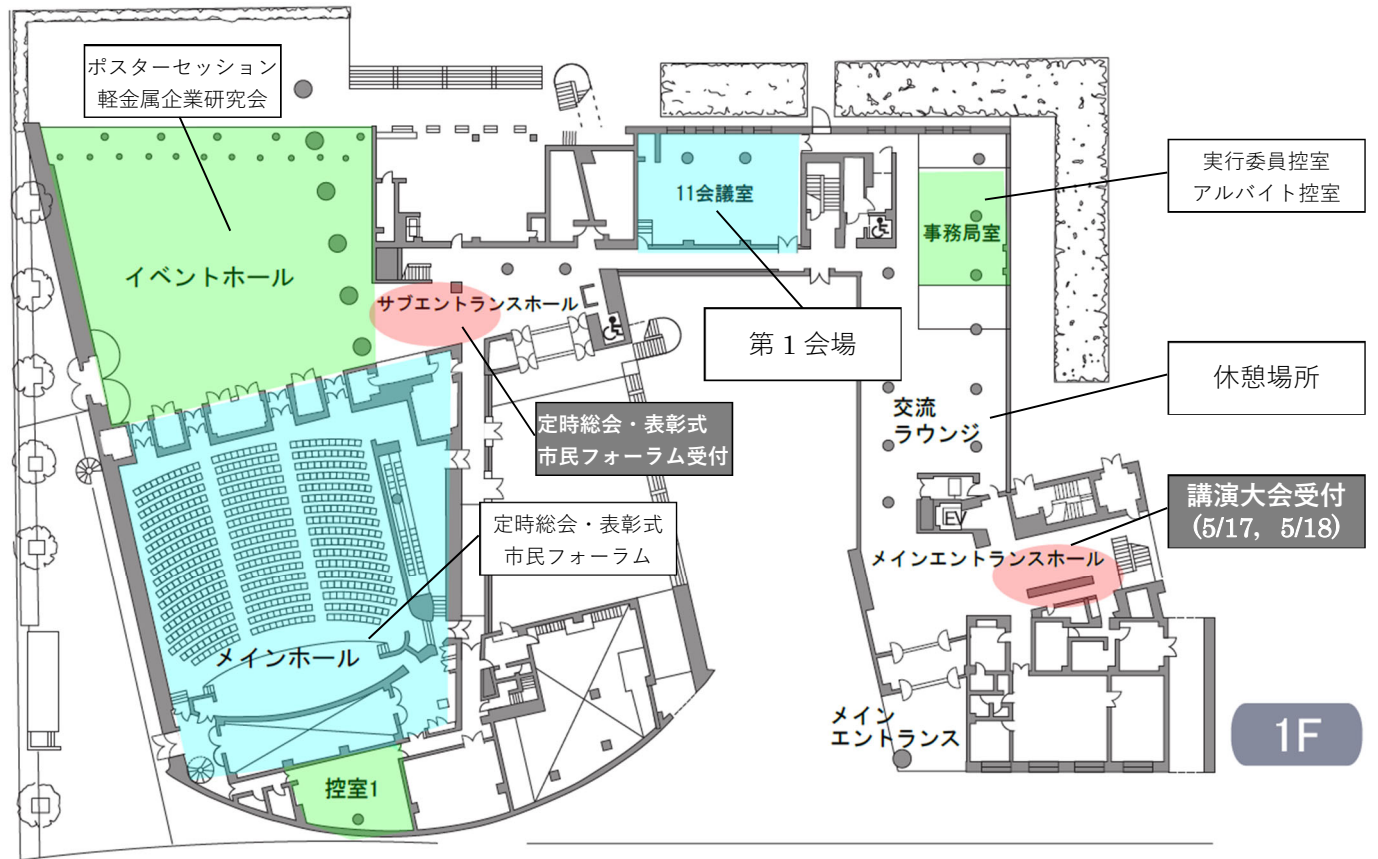 ポスターセッション
軽金属企業研究会
11会議室
実行委員控室
アルバイト控室
事務局室
イベントホール
サブエントランスホール
第1会場
休憩場所
交流
ラウンジ
定時総会・表彰式
市民フォーラム受付
講演大会受付
(5/17, 5/18)
EV
定時総会・表彰式
市民フォーラム
メインエントランスホール
メインホール
メイン
エントランス
1F
控室1